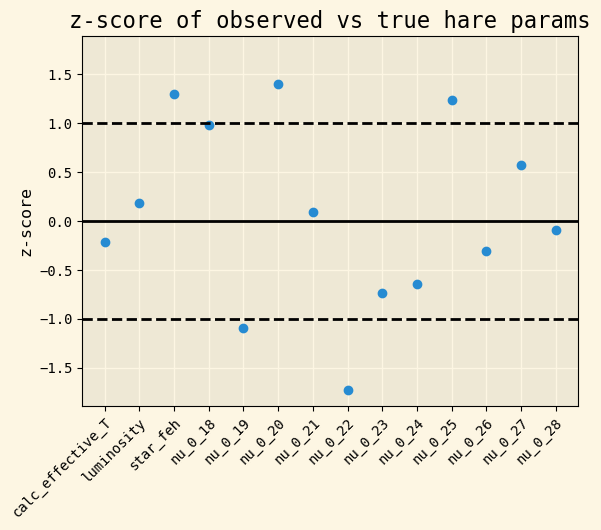 z-score of observed vs true hare params
z-score
1.5
1.0
0.5
0.0
−0.5
−1.0
−1.5
calc_effective_T
luminosity
star_feh
nu_0_18
nu_0_19
nu_0_20
nu_0_21
nu_0_22
nu_0_23
nu_0_24
nu_0_25
nu_0_26
nu_0_27
nu_0_28